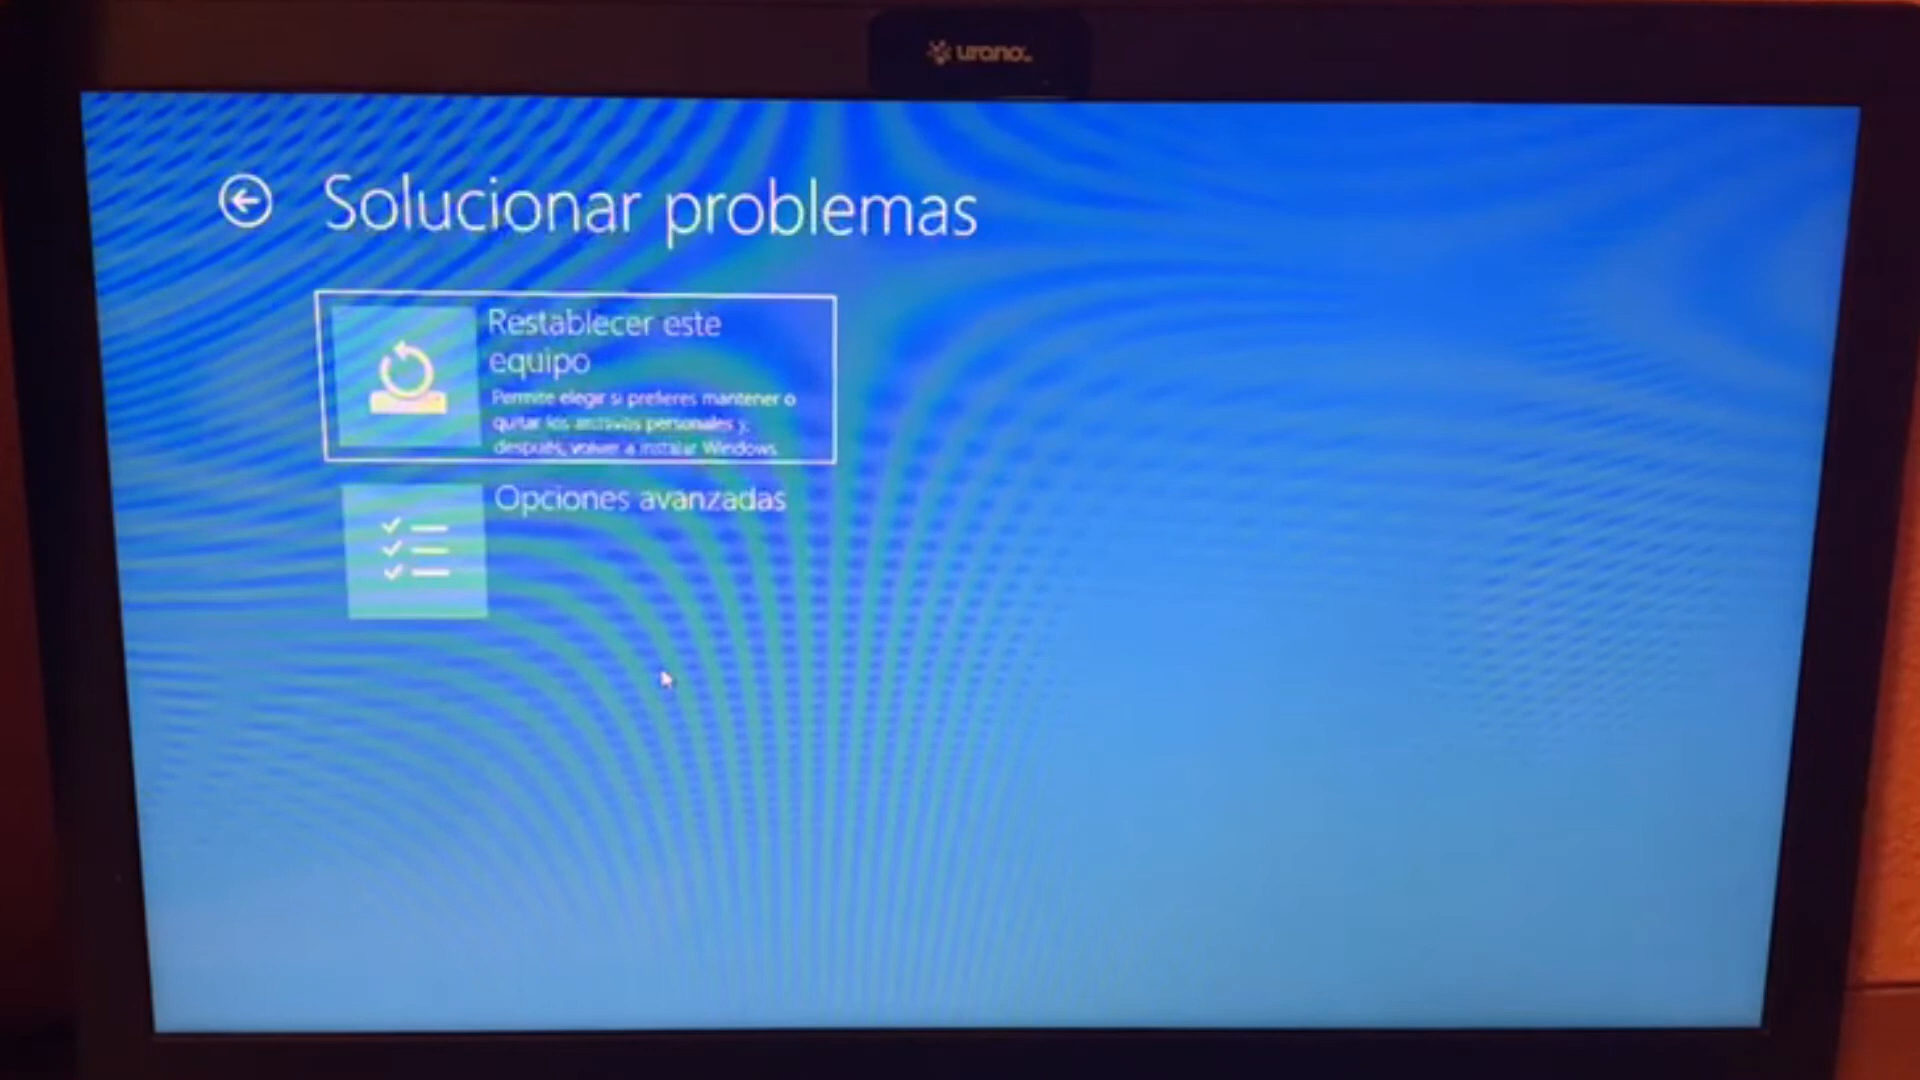 urano
Solucionar problemas
Restablecer este
equipo
Permite elegir si prefieres mantener o
quitar los archivos personales y,
después, volver a instalar Windows.
Opciones avanzadas